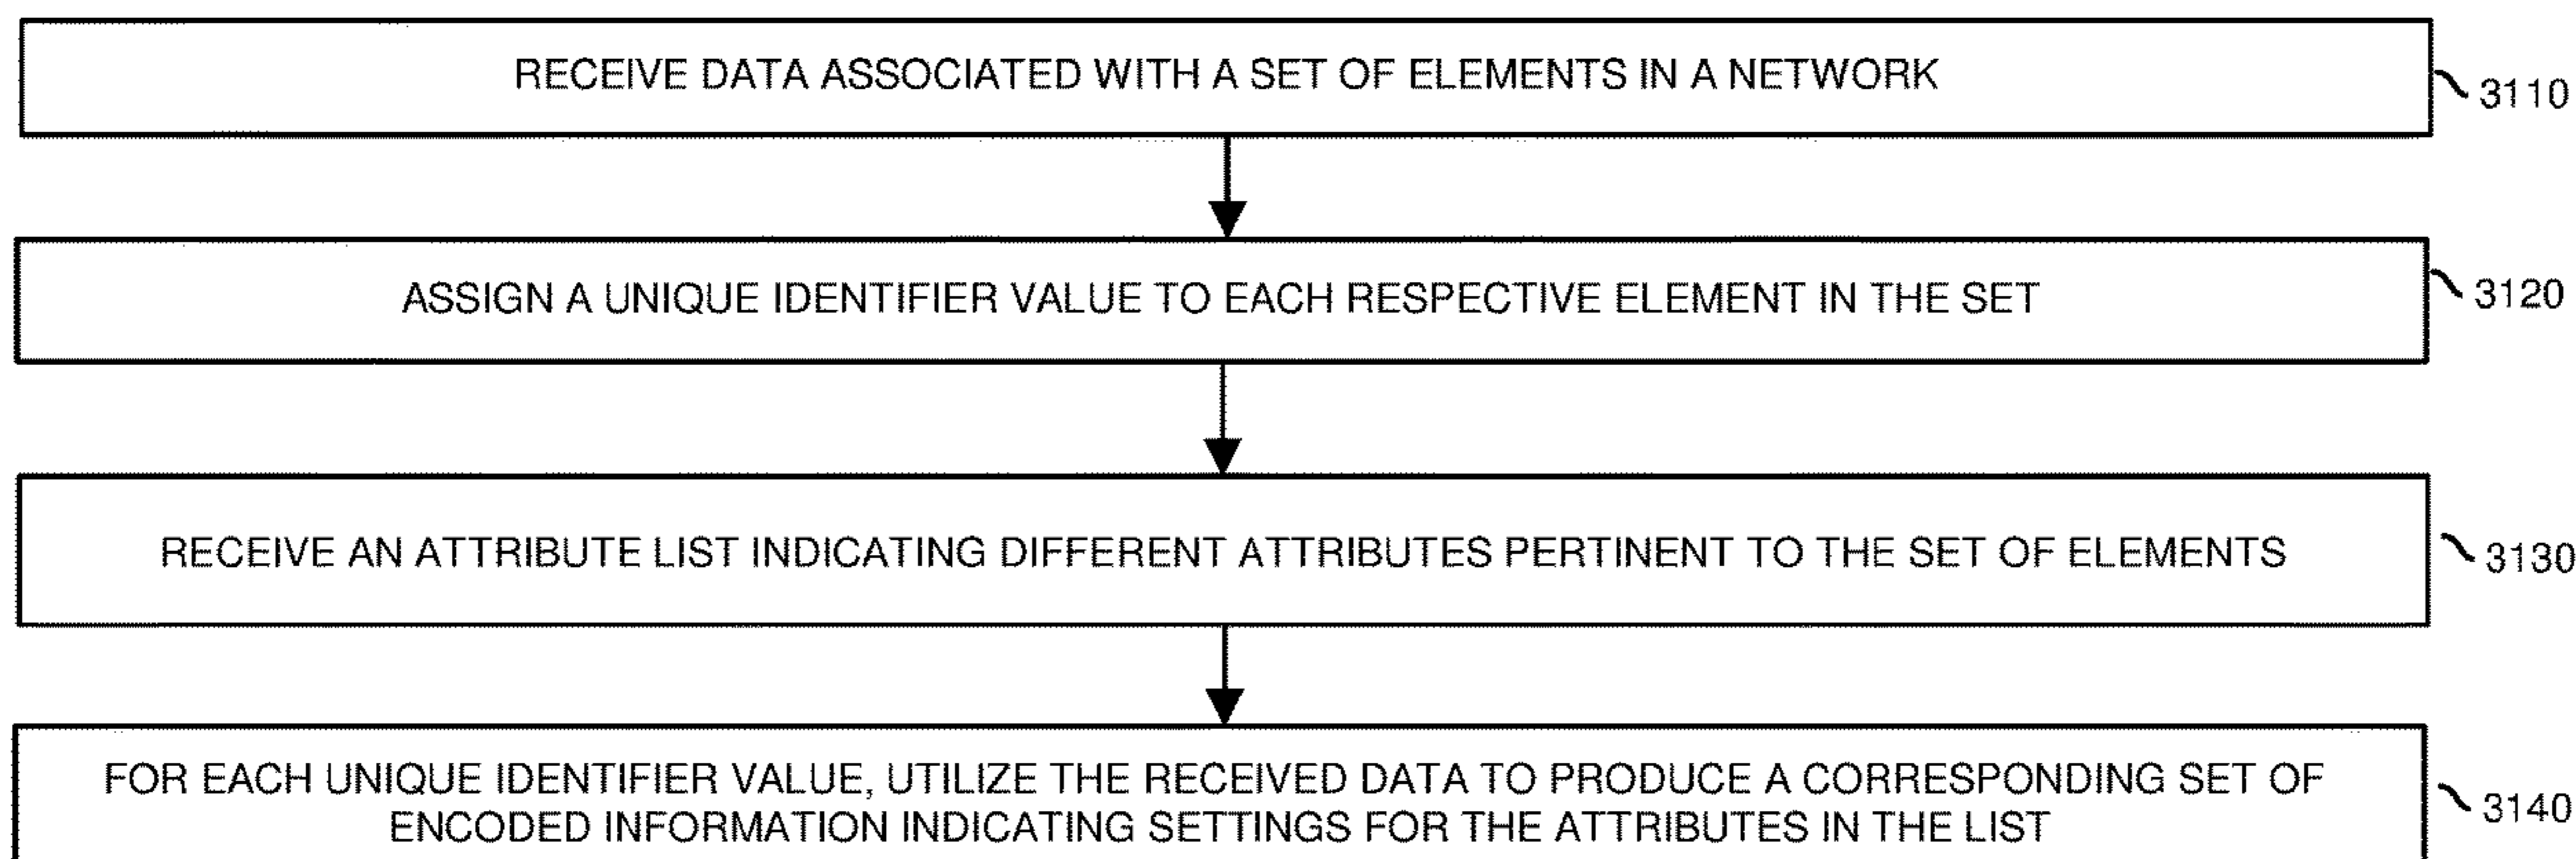 RECEIVE DATA ASSOCIATED WITH A SET OF ELEMENTS IN A NETWORK
3110
ASSIGN A UNIQUE IDENTIFIER VALUE TO EACH RESPECTIVE ELEMENT IN THE SET
3120
RECEIVE AN ATTRIBUTE LIST INDICATING DIFFERENT ATTRIBUTES PERTINENT TO THE SET OF ELEMENTS
3130
FOR EACH UNIQUE IDENTIFIER VALUE, UTILIZE THE RECEIVED DATA TO PRODUCE A CORRESPONDING SET OF
ENCODED INFORMATION INDICATING SETTINGS FOR THE ATTRIBUTES IN THE LIST
3140